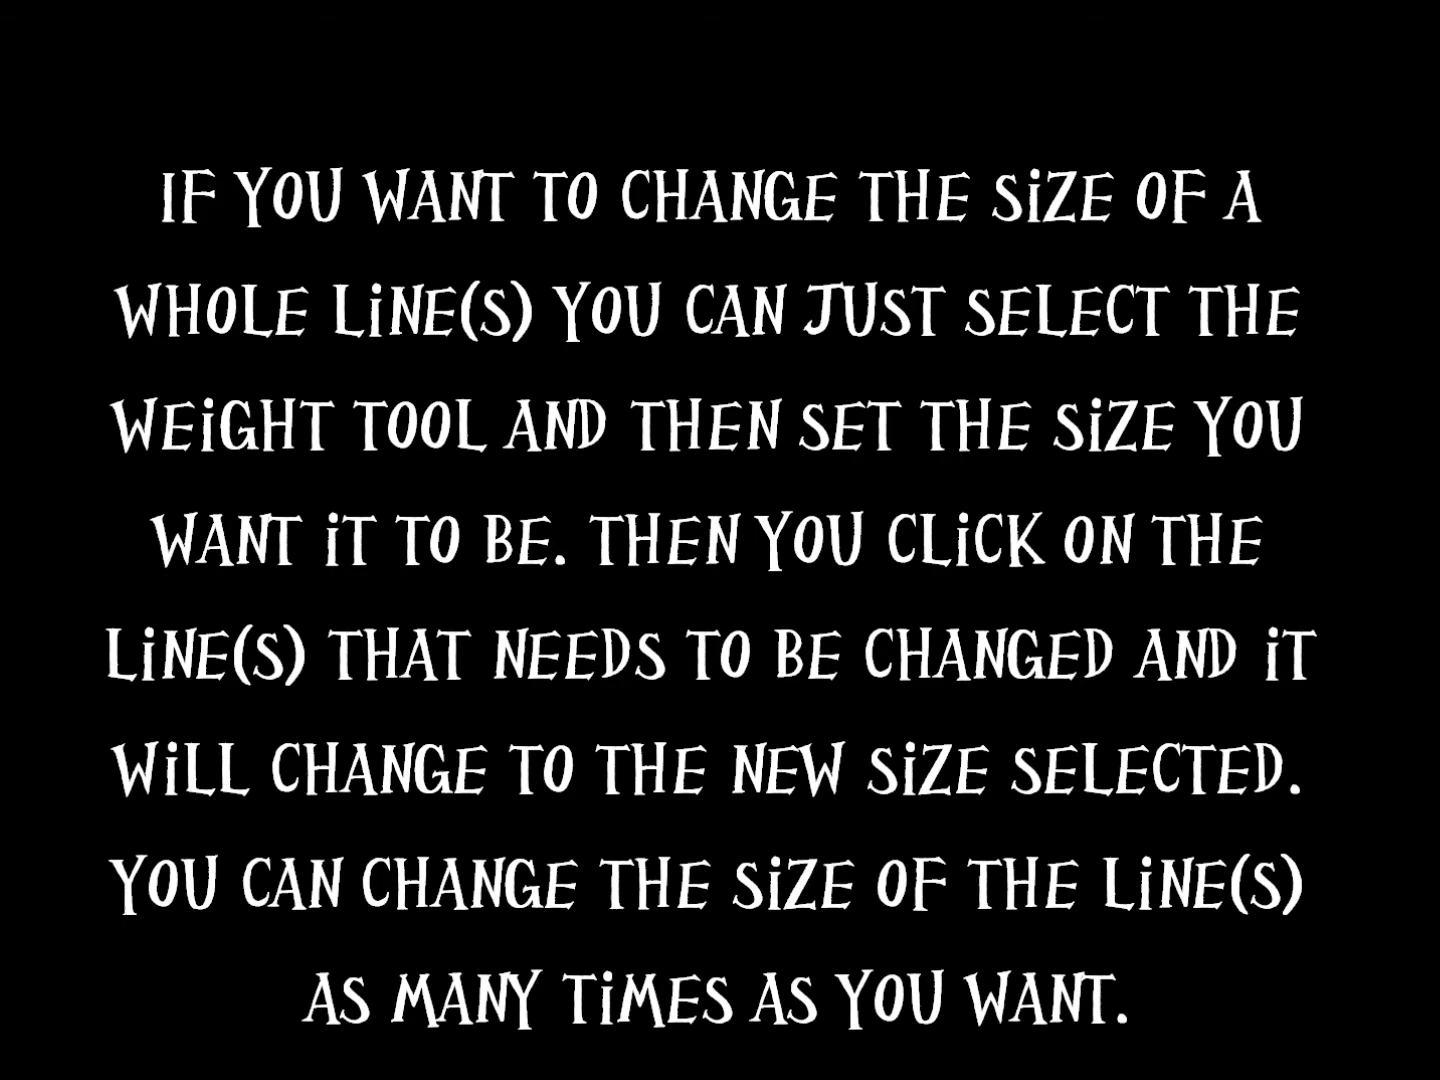 IF YOU WANT TO CHANGE THE SIZE OF A
WHOLE LINE(S) YOU CAN JUST SELECT THE
WEIGHT TOOL AND THEN SET THE SIZE YOU
WANT IT TO BE. THEN YOU CLICK ON THE
LINE(S) THAT NEEDS TO BE CHANGED AND IT
WILL CHANGE TO THE NEW SIZE SELECTED.
YOU CAN CHANGE THE SIZE OF THE LINE(S)
AS MANY TIMES AS YOU WANT.